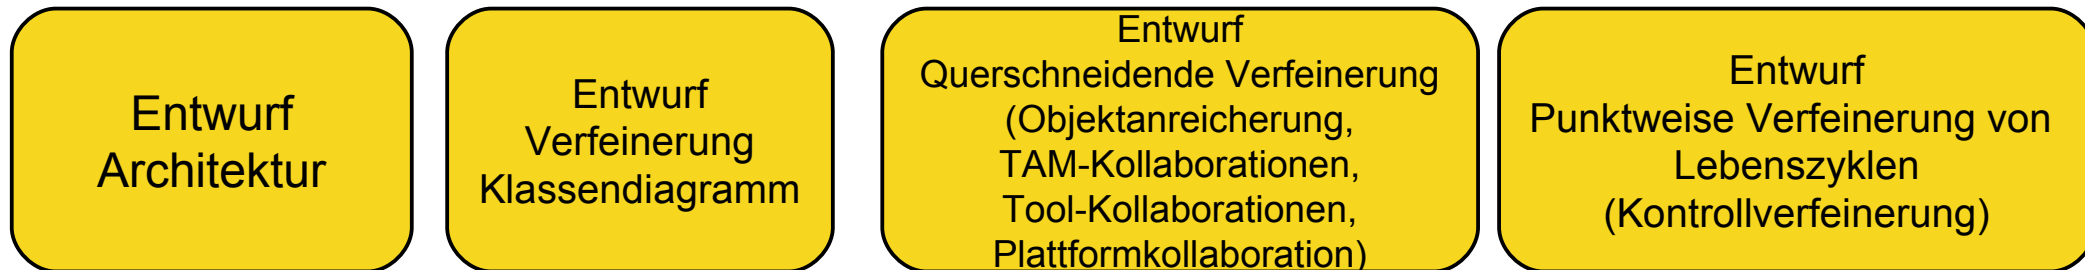 Entwurf
Architektur
Entwurf
Verfeinerung
Klassendiagramm
Entwurf
Querschneidende Verfeinerung
(Objektanreicherung,
TAM-Kollaborationen,
Tool-Kollaborationen,
Plattformkollaboration)
Entwurf
Punktweise Verfeinerung von
Lebenszyklen
(Kontrollverfeinerung)